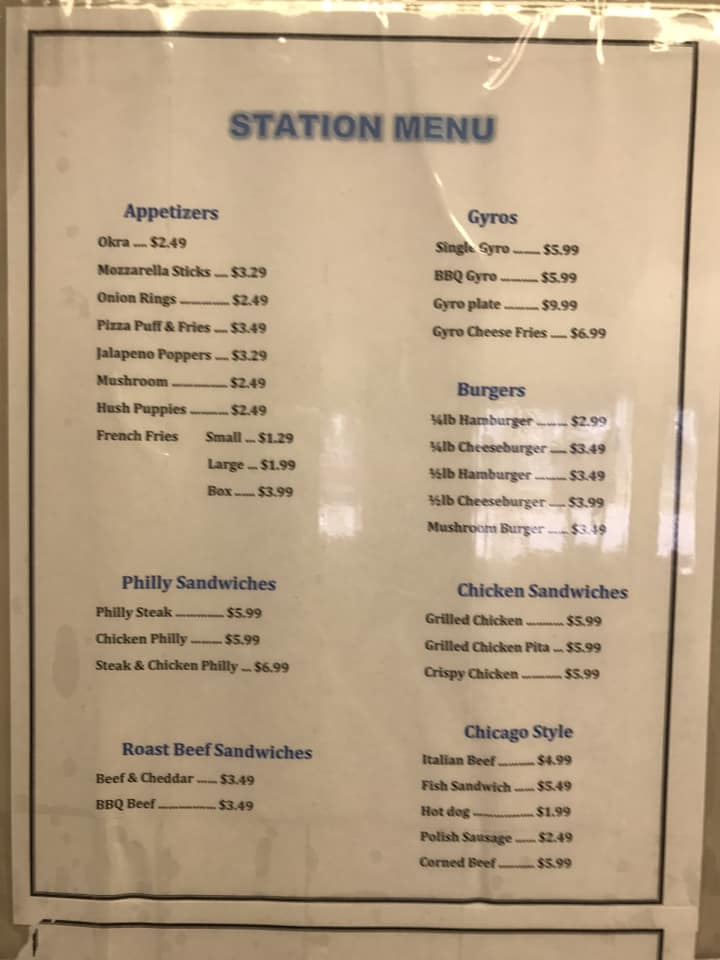 STATION MENU
Appetizers
Okra .... $2.49
Mozzarella Sticks .... $3.29
Onion Rings ............... $2.49
Pizza Puff & Fries .... $3.49
Jalapeno Poppers .... $3.29
Mushroom ................. $2.49
Hush Puppies ............ $2.49
French Fries Small ... $1.29
Large ... $1.99
Box ...... $3.99
Philly Sandwiches
Philly Steak ............... $5.99
Chicken Philly .......... $5.99
Steak & Chicken Philly ... $6.99
Roast Beef Sandwiches
Beef & Cheddar ...... $3.49
BBQ Beef .................. $3.49
Gyros
Single Gyro ......... $5.99
BBQ Gyro ............ $5.99
Gyro plate ........... $9.99
Gyro Cheese Fries ..... $6.99
Burgers
¼lb Hamburger .......... $2.99
¼lb Cheeseburger ..... $3.49
½lb Hamburger .......... $3.49
½lb Cheeseburger ..... $3.99
Mushroom Burger ....... $3.49
Chicken Sandwiches
Grilled Chicken ............ $5.99
Grilled Chicken Pita ... $5.99
Crispy Chicken ............. $5.99
Chicago Style
Italian Beef ............ $4.99
Fish Sandwich ...... $5.49
Hot dog ................... $1.99
Polish Sausage ...... $2.49
Corned Beef ........... $5.99